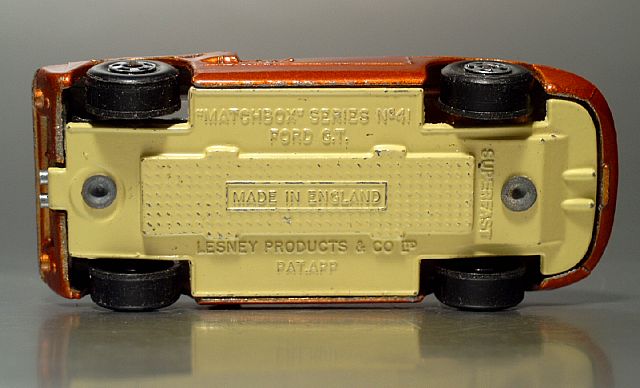 "MATCHBOX" SERIES Nº41
FORD G.T.
MADE IN ENGLAND
SUPERFAST
LESNEY PRODUCTS & CO LTD
PAT.APP